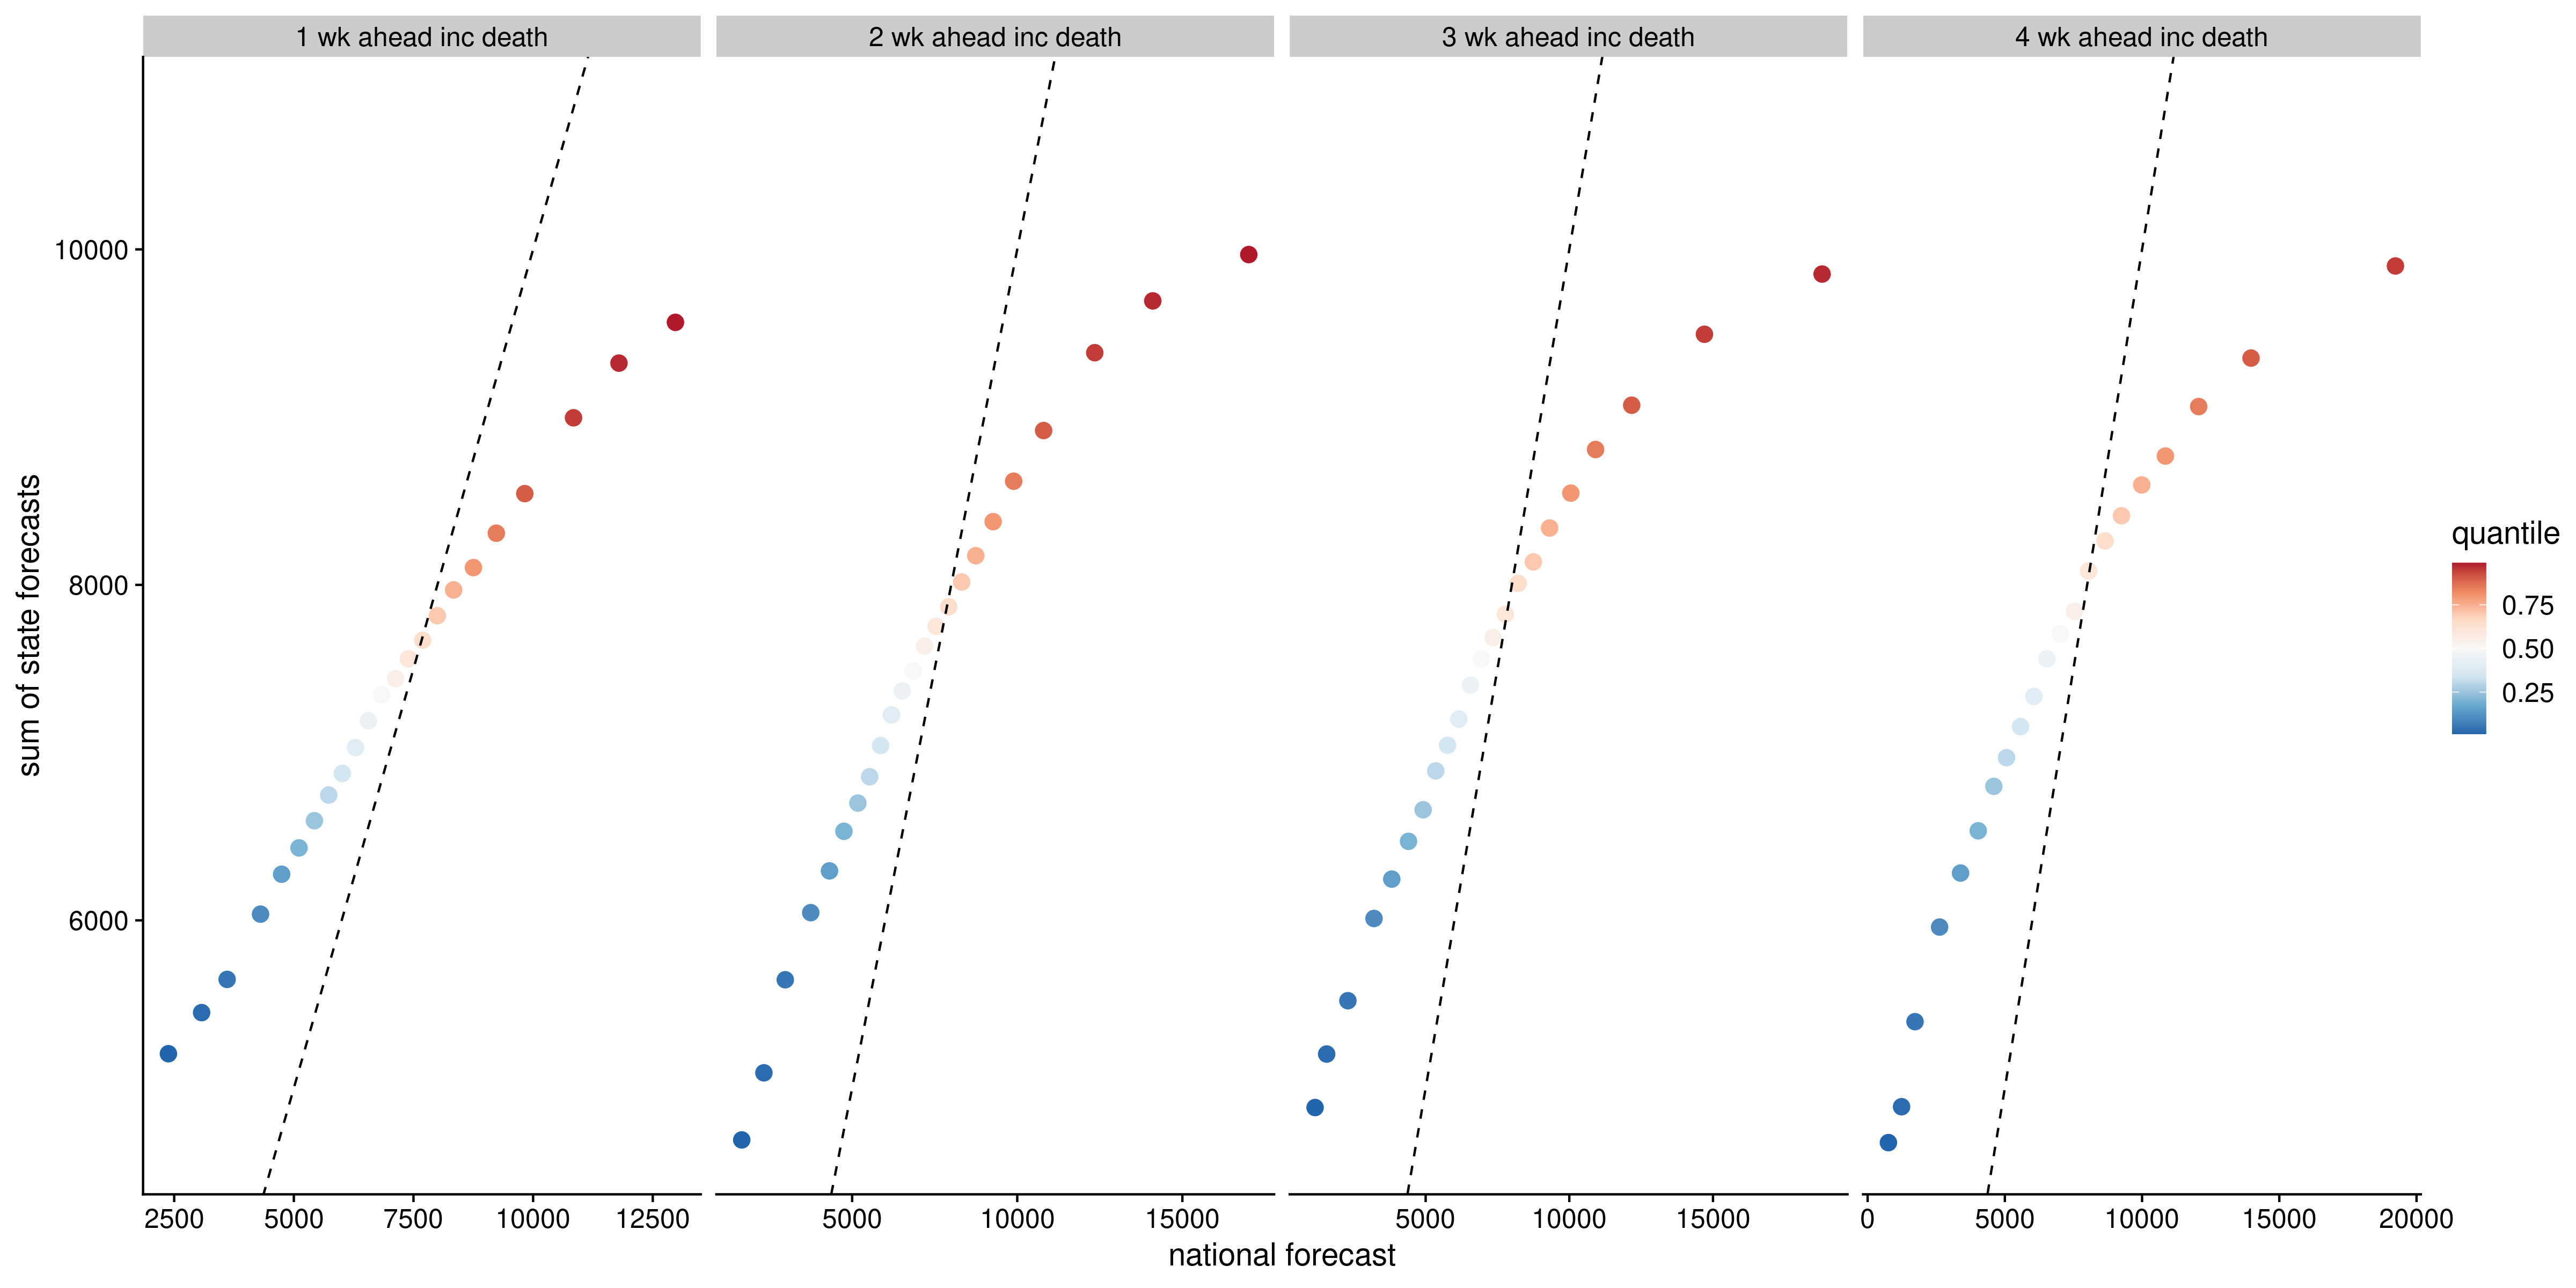 1 wk ahead inc death
2 wk ahead inc death
3 wk ahead inc death
4 wk ahead inc death
10000
8000
6000
sum of state forecasts
2500 5000 7500 10000 12500
5000 10000 15000
5000 10000 15000
0 5000 10000 15000 20000
national forecast
quantile
0.75
0.50
0.25